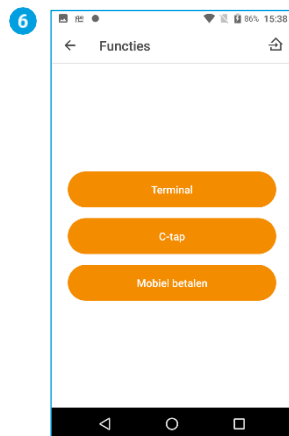 6
86% 15:38
Functies
Terminal
C-tap
Mobiel betalen